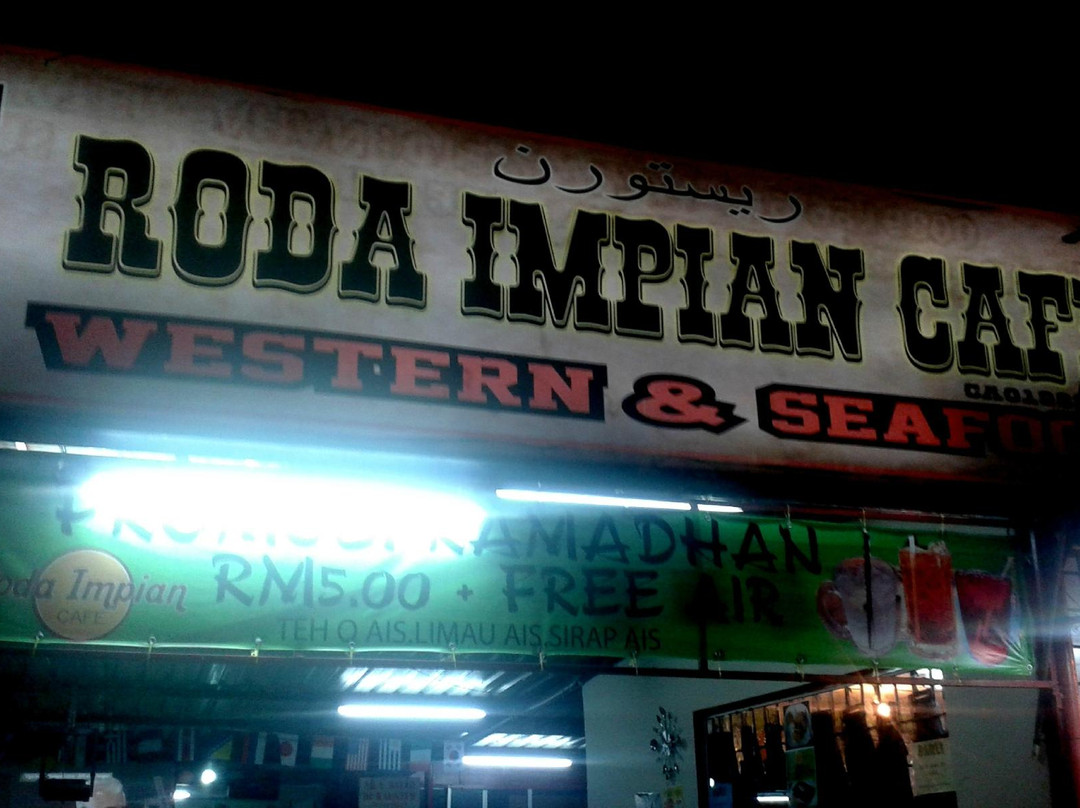 ريستورن
RODA IMPIAN CAF
WESTERN & SEAFOO
RAMADHAN
Roda Impian
CAFE
RM5.00 + FREE AIR
TEH O AIS.LIMAU AIS.SIRAP AIS